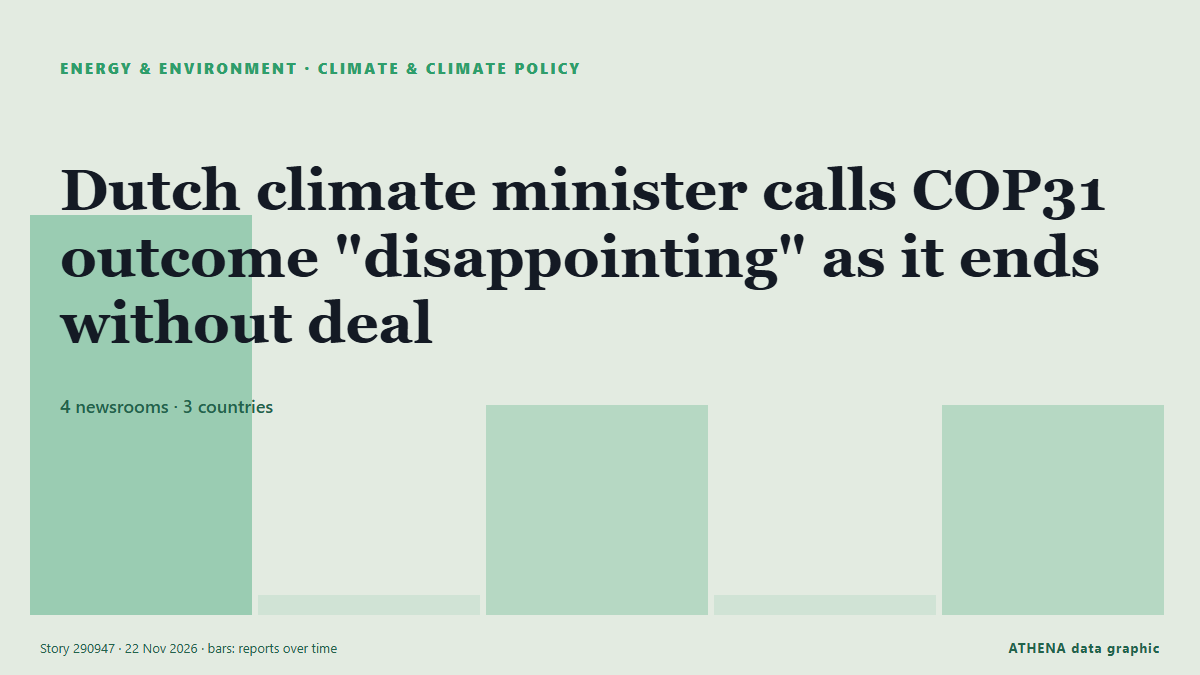 ENERGY & ENVIRONMENT · CLIMATE & CLIMATE POLICY
Dutch climate minister calls COP31
outcome "disappointing" as it ends
without deal
4 newsrooms · 3 countries
Story 290947 · 22 Nov 2026 · bars: reports over time
ATHENA data graphic